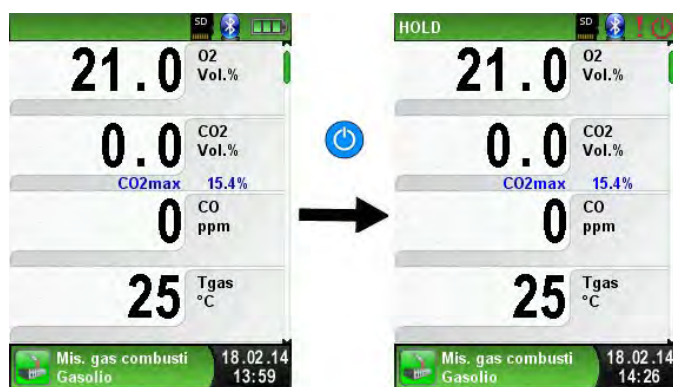 SD
21.0 O2
Vol.%
0.0 CO2
Vol.%
CO2max 15.4%
0 CO
ppm
25 Tgas
°C
Mis. gas combusti 18.02.14
Gasolio 13:59
HOLD SD
21.0 O2
Vol.%
0.0 CO2
Vol.%
CO2max 15.4%
0 CO
ppm
25 Tgas
°C
Mis. gas combusti 18.02.14
Gasolio 14:26